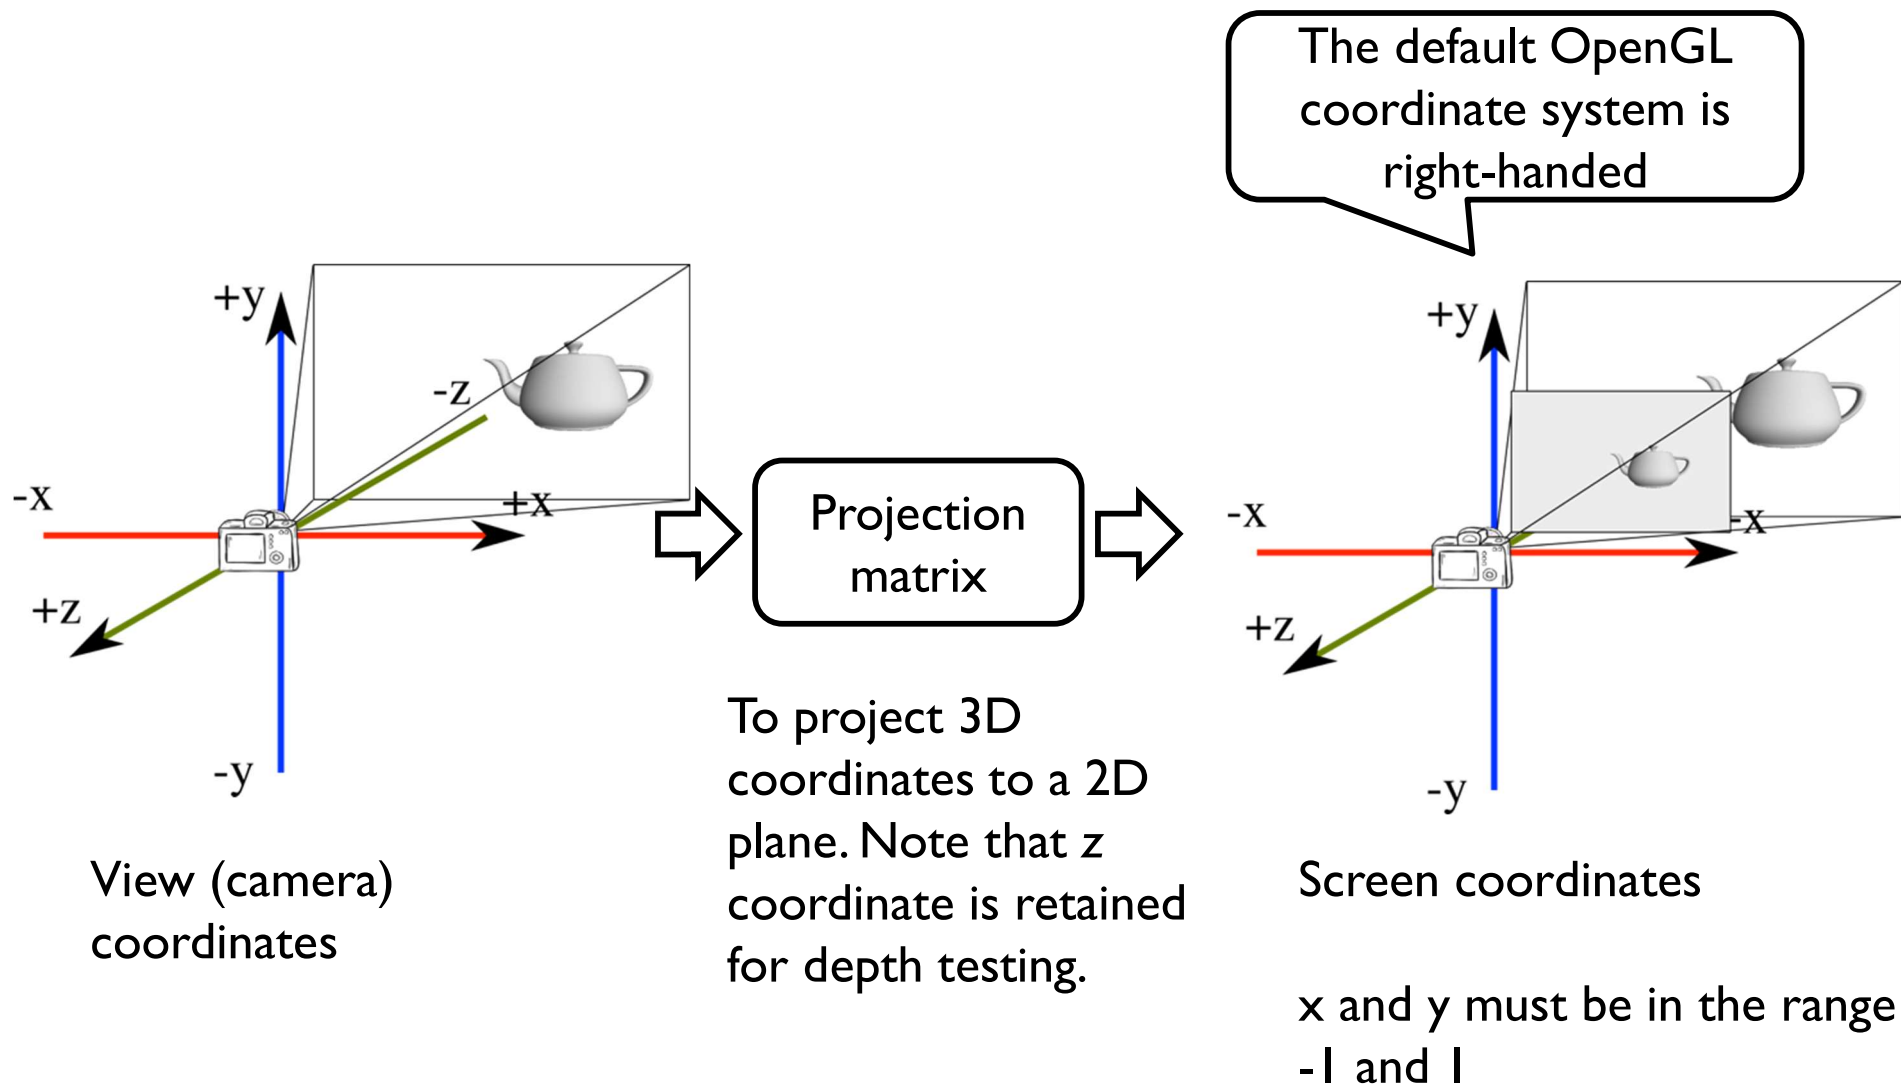 The default OpenGL
coordinate system is
right-handed
+y
-z
-x
+x
+z
-y
Projection
matrix
+y
-x
-x
+z
-y
To project 3D
coordinates to a 2D
plane. Note that z
coordinate is retained
for depth testing.
View (camera)
coordinates
Screen coordinates
x and y must be in the range
-1 and 1